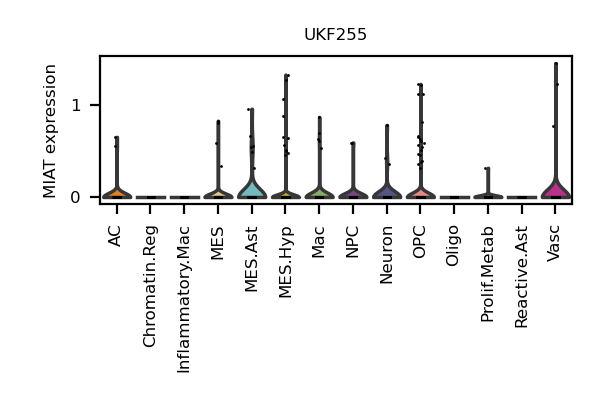 UKF255
MIAT expression
1
0
AC
Chromatin.Reg
Inflammatory.Mac
MES
MES.Ast
MES.Hyp
Mac
NPC
Neuron
OPC
Oligo
Prolif.Metab
Reactive.Ast
Vasc